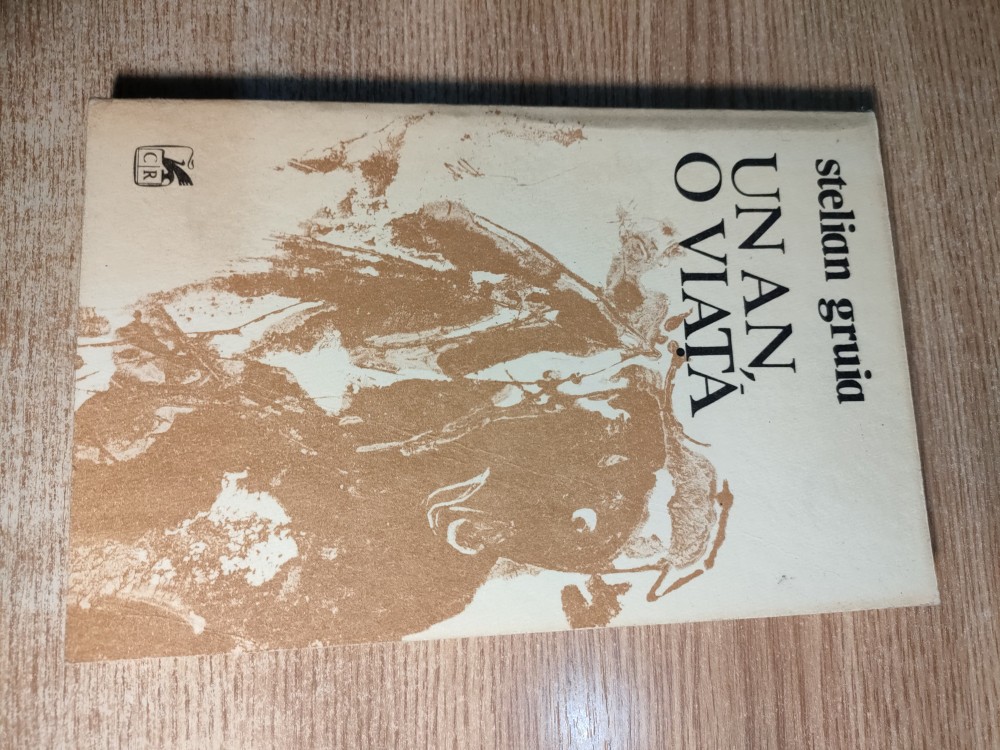 stelian gruia
UN AN,
O VIAȚĂ
CR